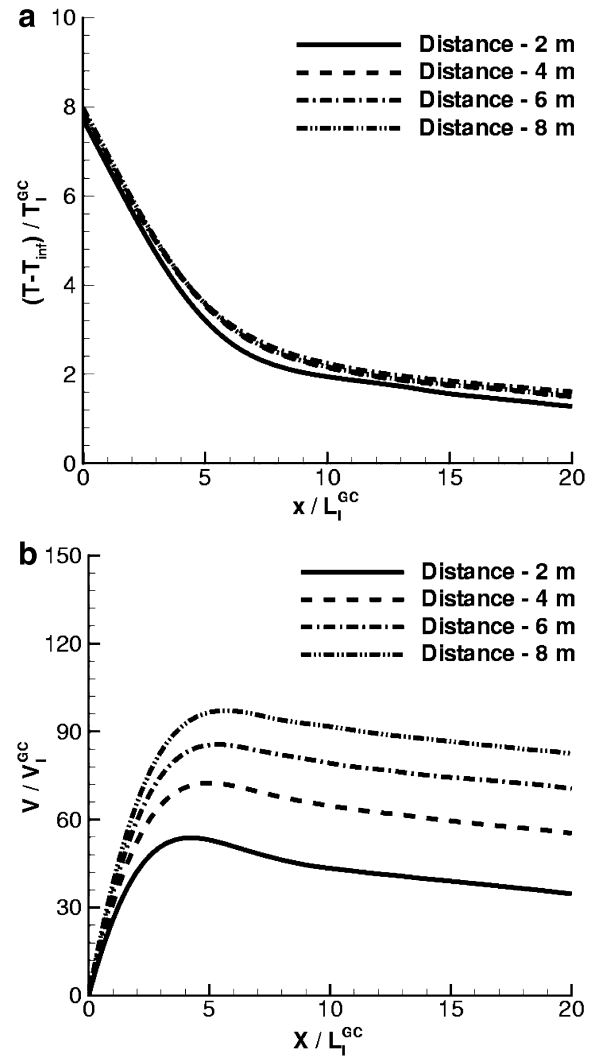 a
10
8
6
4
2
0
(T-T_inf) / T_I^GC
Distance - 2 m
Distance - 4 m
Distance - 6 m
Distance - 8 m
0 5 10 15 20
x / L_I^GC
b
150
120
90
60
30
0
V / V_I^GC
Distance - 2 m
Distance - 4 m
Distance - 6 m
Distance - 8 m
0 5 10 15 20
X / L_I^GC